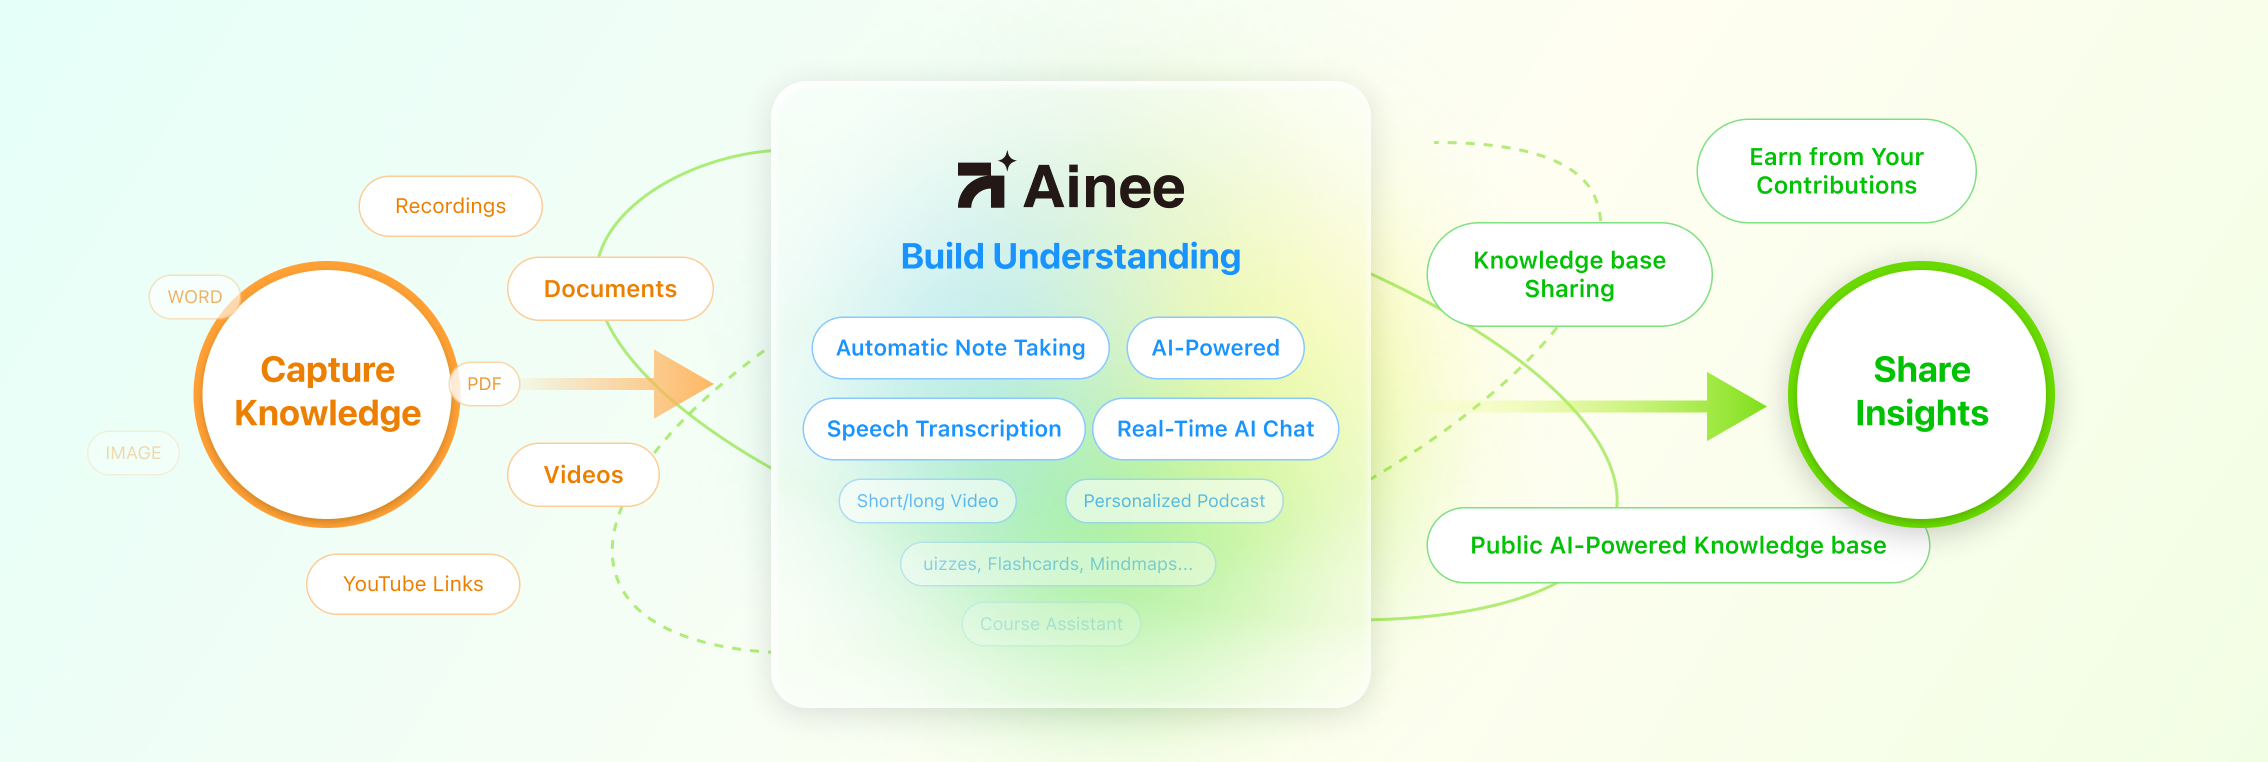 Recordings
WORD
Documents
Capture
Knowledge
PDF
IMAGE
Videos
YouTube Links
Ainee
Build Understanding
Automatic Note Taking
AI-Powered
Speech Transcription
Real-Time AI Chat
Short/long Video
Personalized Podcast
uizzes, Flashcards, Mindmaps...
Course Assistant
Earn from Your
Contributions
Knowledge base
Sharing
Share
Insights
Public AI-Powered Knowledge base